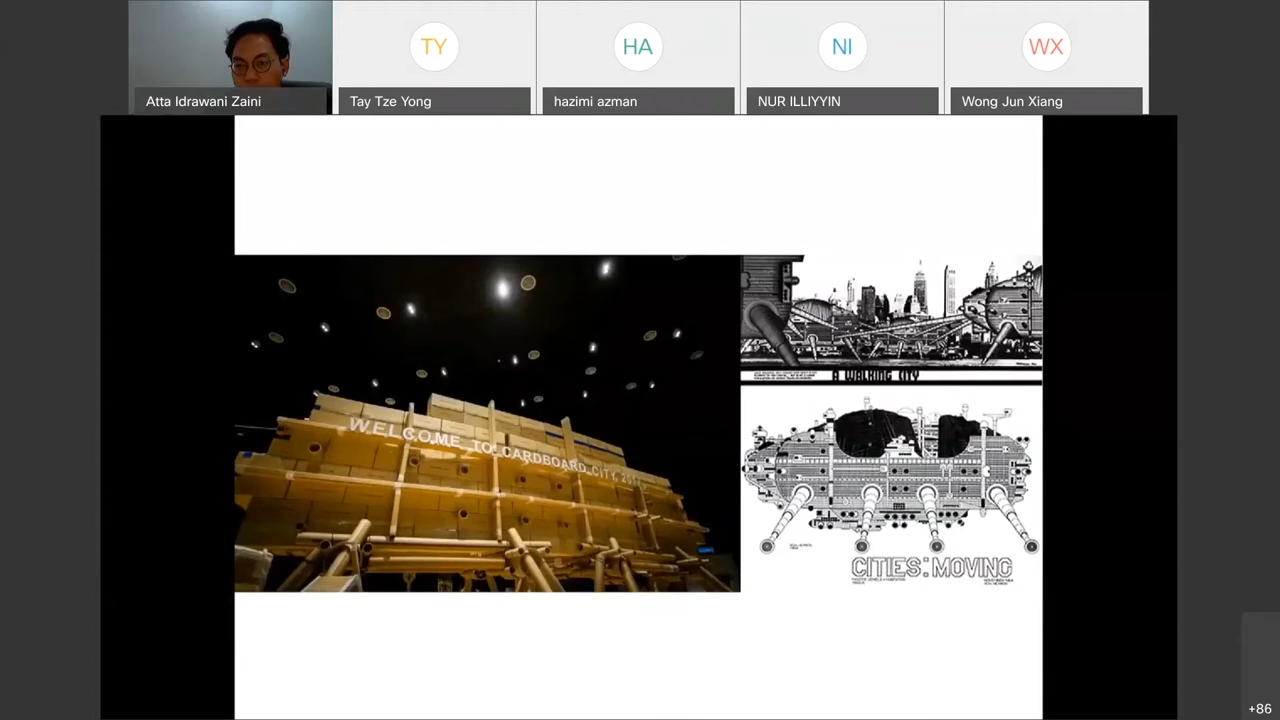 TY
HA
NI
WX
Atta Idrawani Zaini
Tay Tze Yong
hazimi azman
NUR ILLIYYIN
Wong Jun Xiang
WELCOME TO CARDBOARD CITY,
A WALKING CITY
CITIES:MOVING
+86